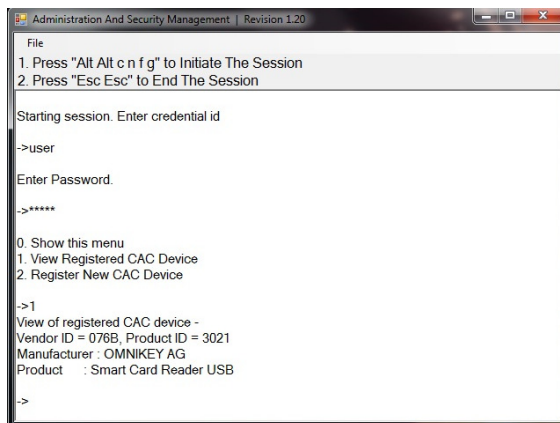 Administration And Security Management | Revision 1.20
File
1. Press "Alt Alt c n f g" to Initiate The Session
2. Press "Esc Esc" to End The Session
Starting session. Enter credential id
->user
Enter Password.
->*****
0. Show this menu
1. View Registered CAC Device
2. Register New CAC Device
->1
View of registered CAC device -
Vendor ID = 076B, Product ID = 3021
Manufacturer : OMNIKEY AG
Product : Smart Card Reader USB
->